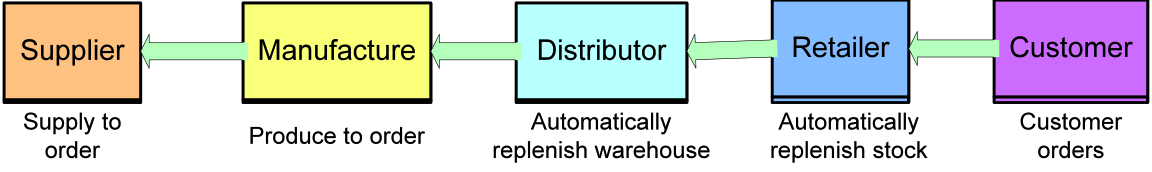 Supplier
Manufacture
Distributor
Retailer
Customer
Supply to
order
Produce to order
Automatically
replenish warehouse
Automatically
replenish stock
Customer
orders